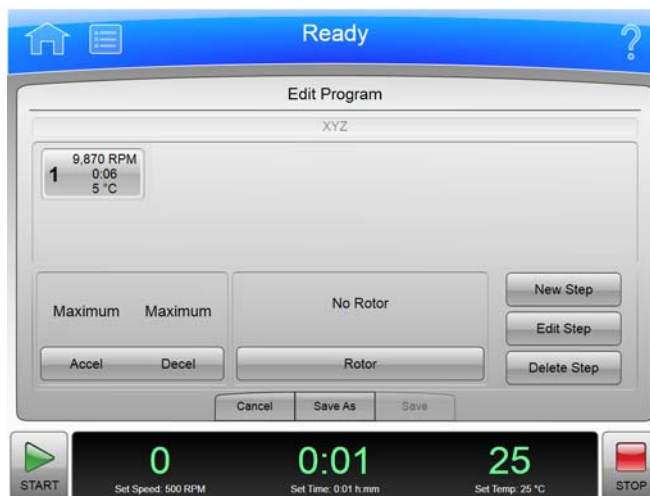 Ready
Edit Program
XYZ
1
9,870 RPM
0:06
5 °C
Maximum Maximum
Accel Decel
No Rotor
Rotor
New Step
Edit Step
Delete Step
Cancel Save As Save
START
0
Set Speed: 500 RPM
0:01
Set Time: 0:01 h:mm
25
Set Temp: 25 °C
STOP